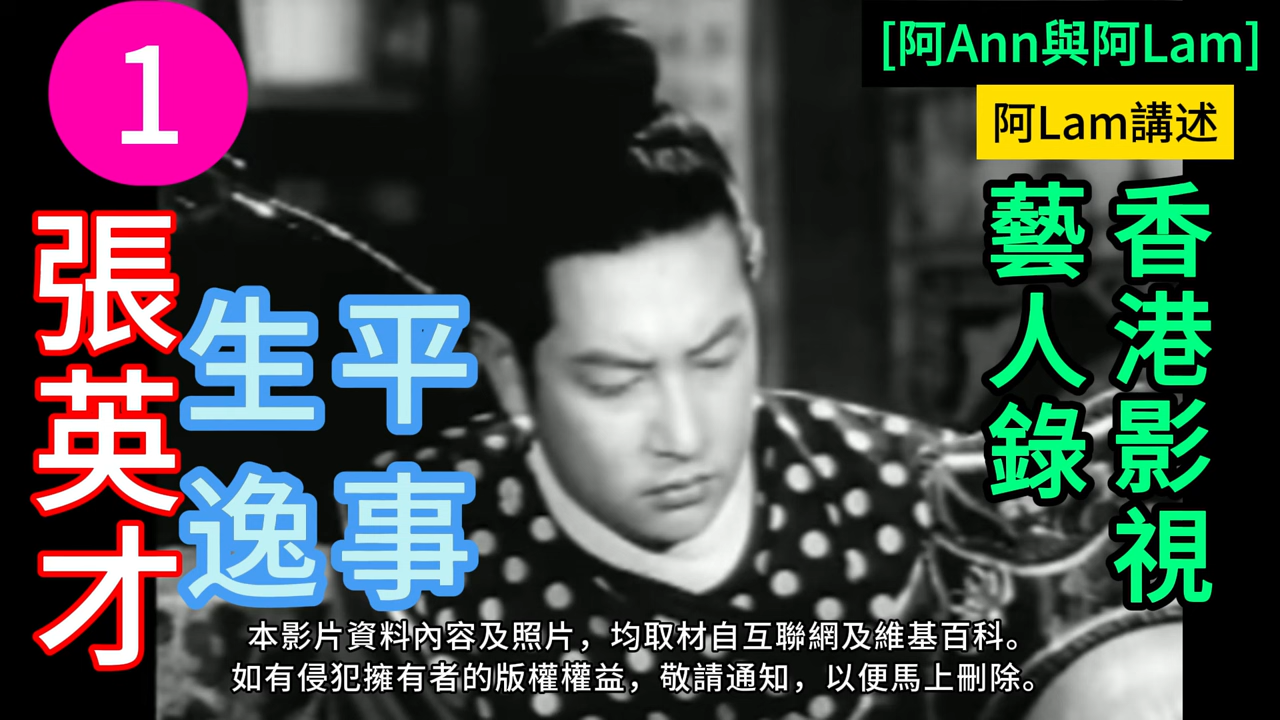 1
[阿Ann與阿Lam]
阿Lam講述
香港影視
藝人錄
張英才
生平
逸事
本影片資料內容及照片，均取材自互聯網及維基百科。
如有侵犯擁有者的版權權益，敬請通知，以便馬上刪除。